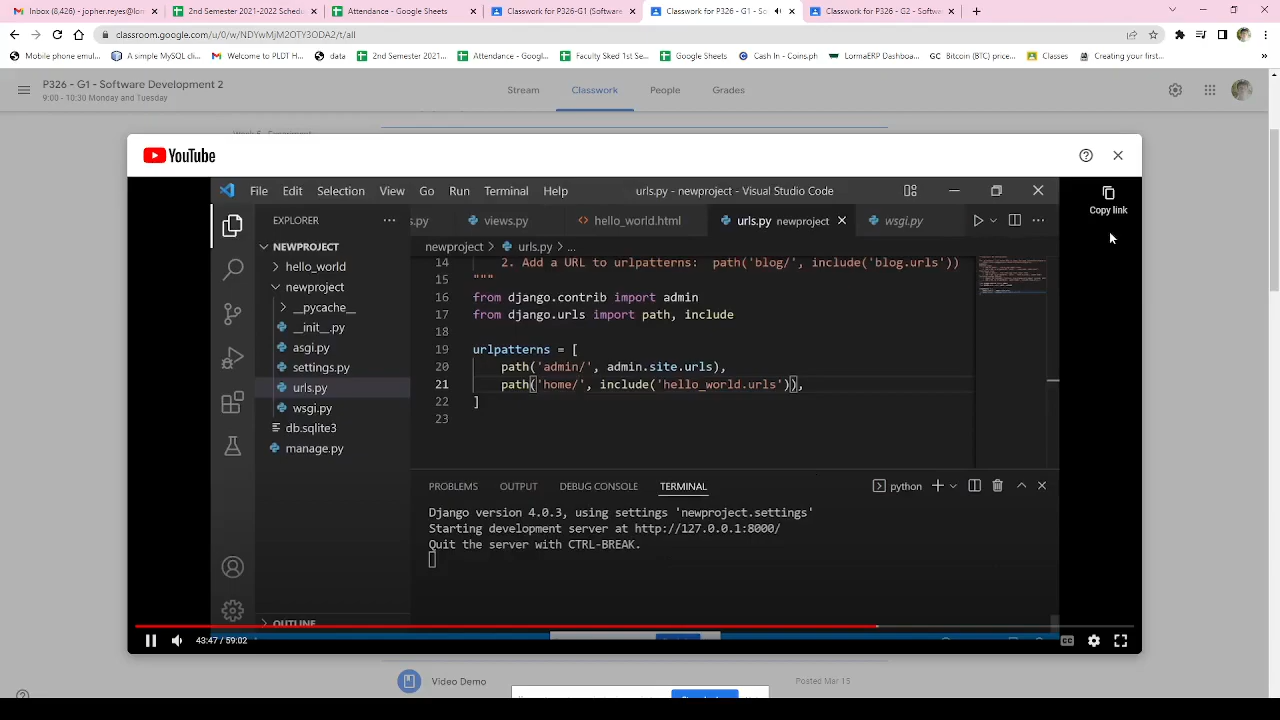 Inbox (8,426) - jopher.reyes@lor
2nd Semester 2021-2022 Schedu
Attendance - Google Sheets
Classwork for P326-G1 (Software
Classwork for P326 - G1 - So
Classwork for P326 - G2 - Softw
classroom.google.com/u/0/w/NDYwMjM2OTY3ODA2/t/all
Mobile phone emul...
A simple MySQL cli...
Welcome to PLDT H...
data
2nd Semester 2021...
Attendance - Googl...
Faculty Sked 1st Se...
Google Sheets
Cash In - Coins.ph
LormaERP Dashboa...
Bitcoin (BTC) price...
Classes
Creating your first...
»
P326 - G1 - Software Development 2
9:00 - 10:30 Monday and Tuesday
Stream
Classwork
People
Grades
YouTube
File Edit Selection View Go Run Terminal Help
urls.py - newproject - Visual Studio Code
Copy link
EXPLORER
s.py
views.py
hello_world.html
urls.py newproject
wsgi.py
NEWPROJECT
newproject > urls.py > ...
hello_world
newproject
__pycache__
__init__.py
asgi.py
settings.py
urls.py
wsgi.py
db.sqlite3
manage.py
OUTLINE
14 2. Add a URL to urlpatterns: path('blog/', include('blog.urls'))
15 """
16 from django.contrib import admin
17 from django.urls import path, include
18
19 urlpatterns = [
20 path('admin/', admin.site.urls),
21 path('home/', include('hello_world.urls')),
22 ]
23
PROBLEMS OUTPUT DEBUG CONSOLE TERMINAL
python
Django version 4.0.3, using settings 'newproject.settings'
Starting development server at http://127.0.0.1:8000/
Quit the server with CTRL-BREAK.
43:47 / 59:02
CC
Video Demo
Posted Mar 15